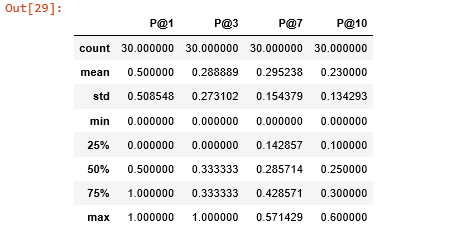 Out[29]:
P@1 P@3 P@7 P@10
count 30.000000 30.000000 30.000000 30.000000
mean 0.500000 0.288889 0.295238 0.230000
std 0.508548 0.273102 0.154379 0.134293
min 0.000000 0.000000 0.000000 0.000000
25% 0.000000 0.000000 0.142857 0.100000
50% 0.500000 0.333333 0.285714 0.250000
75% 1.000000 0.333333 0.428571 0.300000
max 1.000000 1.000000 0.571429 0.600000